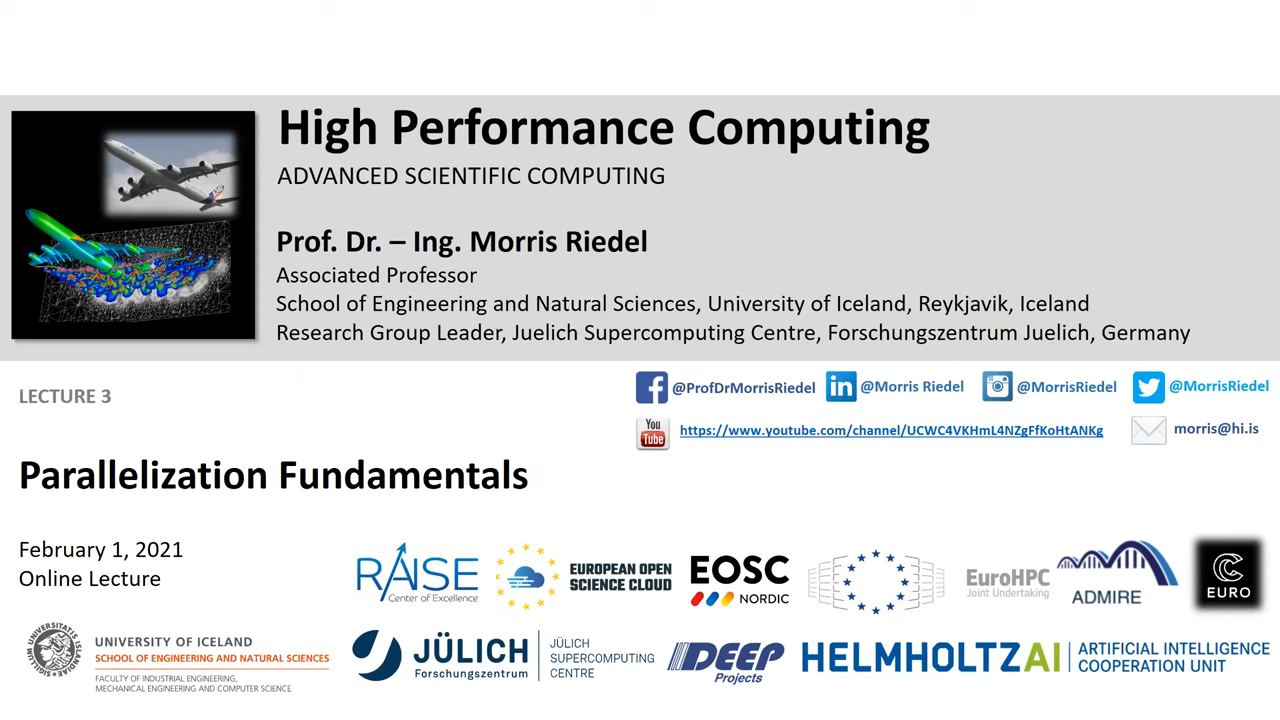 High Performance Computing
ADVANCED SCIENTIFIC COMPUTING
Prof. Dr. – Ing. Morris Riedel
Associated Professor
School of Engineering and Natural Sciences, University of Iceland, Reykjavik, Iceland
Research Group Leader, Juelich Supercomputing Centre, Forschungszentrum Juelich, Germany
LECTURE 3
@ProfDrMorrisRiedel
@Morris Riedel
@MorrisRiedel
@MorrisRiedel
You
Tube
https://www.youtube.com/channel/UCWC4VKHmL4NZgFfKoHtANKg
morris@hi.is
Parallelization Fundamentals
February 1, 2021
Online Lecture
RAISE
Center of Excellence
EUROPEAN OPEN
SCIENCE CLOUD
EOSC
NORDIC
EuroHPC
Joint Undertaking
ADMIRE
EURO
UNIVERSITY OF ICELAND
SCHOOL OF ENGINEERING AND NATURAL SCIENCES
FACULTY OF INDUSTRIAL ENGINEERING,
MECHANICAL ENGINEERING AND COMPUTER SCIENCE
JÜLICH
Forschungszentrum
JÜLICH
SUPERCOMPUTING
CENTRE
DEEP
Projects
HELMHOLTZAI
ARTIFICIAL INTELLIGENCE
COOPERATION UNIT